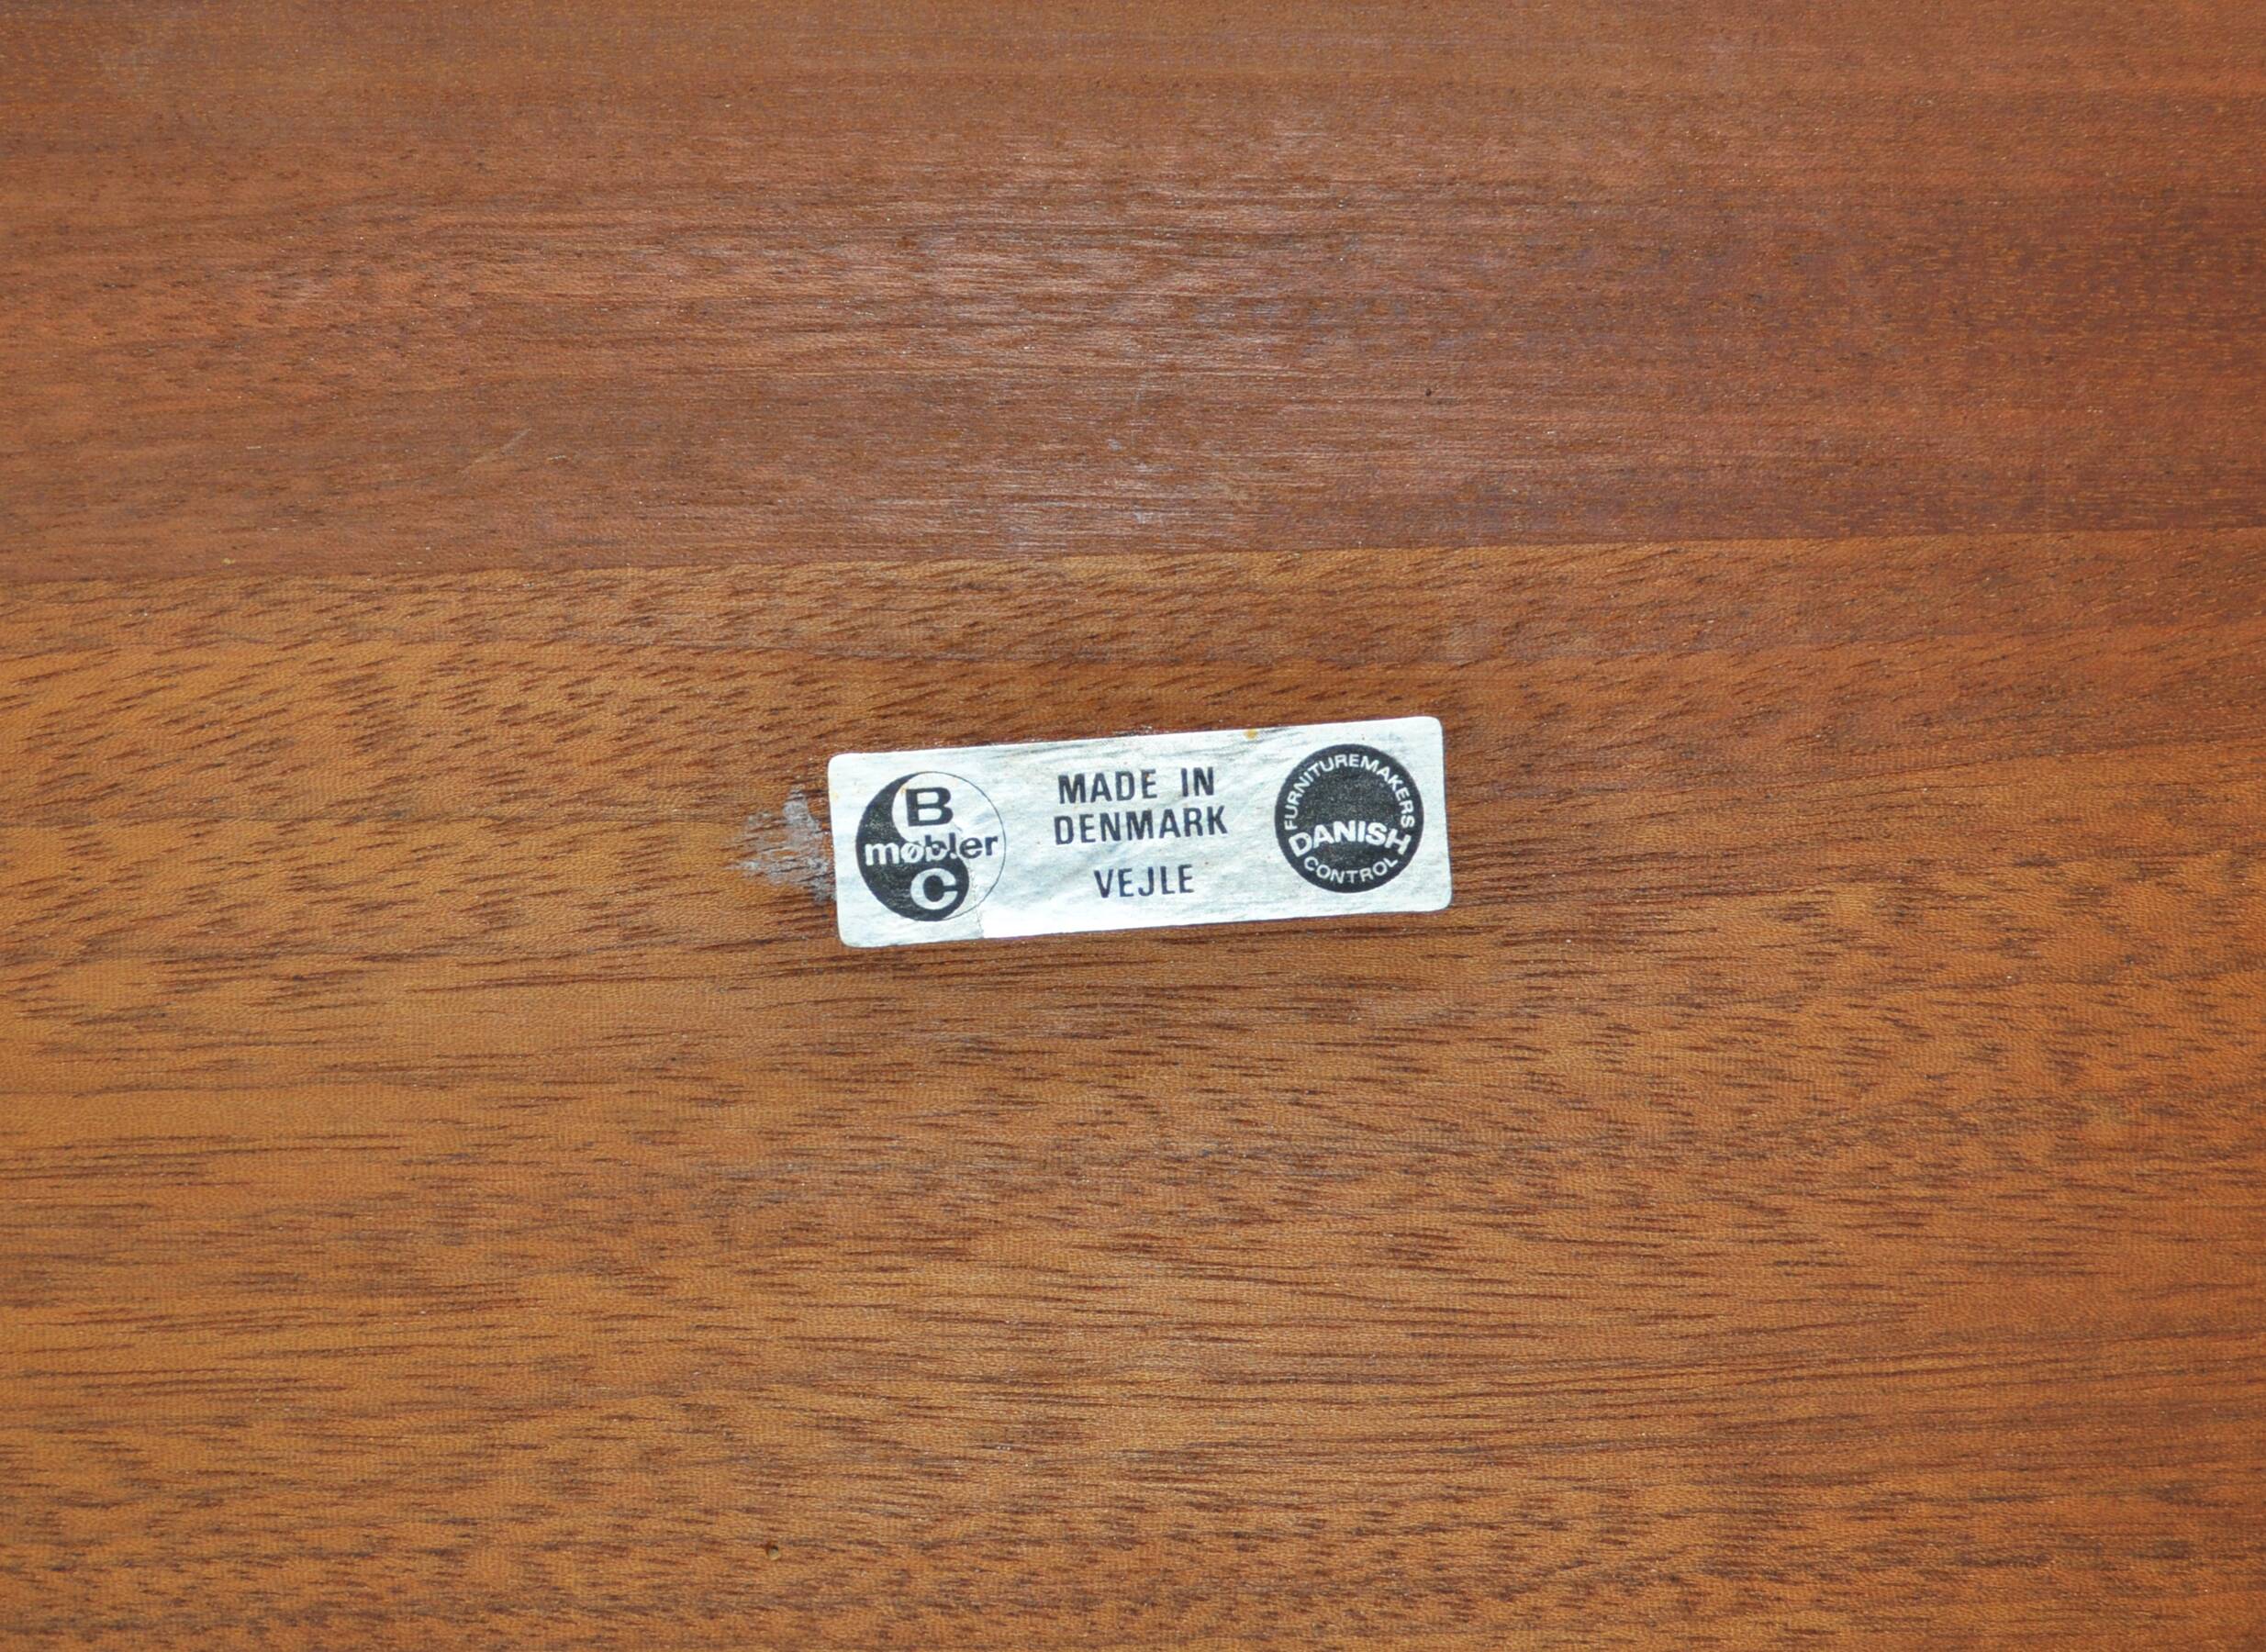 B
møbler
C
MADE IN
DENMARK
VEJLE
FURNITUREMAKERS
DANISH
CONTROL